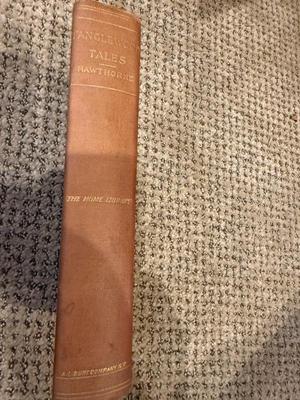 TANGLEWOOD
TALES
HAWTHORNE
THE HOME LIBRARY
A.L. BURT COMPANY, N.Y.